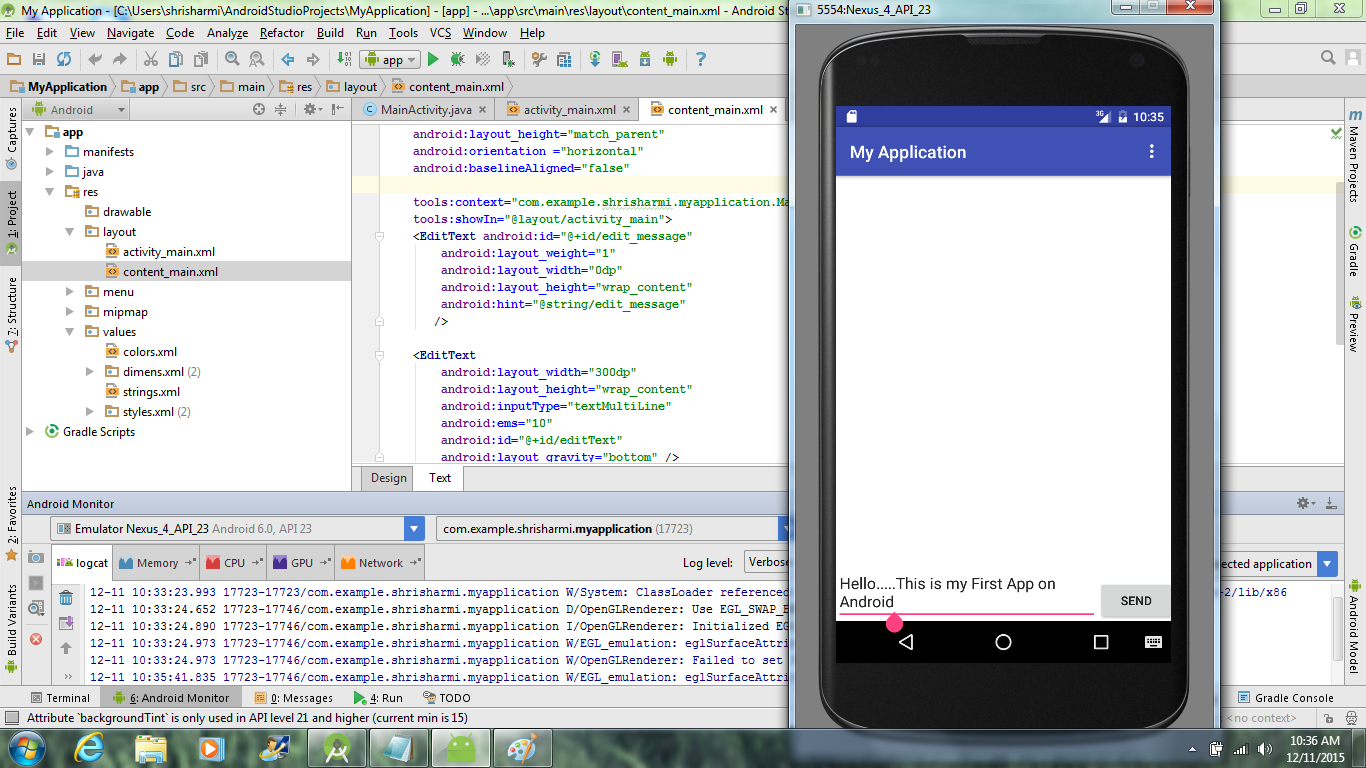 My Application - [C:\Users\shrisharmi\AndroidStudioProjects\MyApplication] - [app] - ...\app\src\main\res\layout\content_main.xml - Android Stud
5554:Nexus_4_API_23
File Edit View Navigate Code Analyze Refactor Build Run Tools VCS Window Help
app
MyApplication app src main res layout content_main.xml
Android
MainActivity.java activity_main.xml content_main.xml
Captures
1: Project
7: Structure
2: Favorites
Build Variants
app
manifests
java
res
drawable
layout
activity_main.xml
content_main.xml
menu
mipmap
values
colors.xml
dimens.xml (2)
strings.xml
styles.xml (2)
Gradle Scripts
android:layout_height="match_parent"
android:orientation ="horizontal"
android:baselineAligned="false"
tools:context="com.example.shrisharmi.myapplication.Ma
tools:showIn="@layout/activity_main">
<EditText android:id="@+id/edit_message"
android:layout_weight="1"
android:layout_width="0dp"
android:layout_height="wrap_content"
android:hint="@string/edit_message"
/>
<EditText
android:layout_width="300dp"
android:layout_height="wrap_content"
android:inputType="textMultiLine"
android:ems="10"
android:id="@+id/editText"
android:layout_gravity="bottom" />
Design Text
3G 10:35
My Application
Hello.....This is my First App on
Android
SEND
Maven Projects
Gradle
Preview
Android Model
Android Monitor
Emulator Nexus_4_API_23 Android 6.0, API 23
com.example.shrisharmi.myapplication (17723)
logcat Memory CPU GPU Network
Log level: Verbose
ected application
12-11 10:33:23.993 17723-17723/com.example.shrisharmi.myapplication W/System: ClassLoader referenced
-2/lib/x86
12-11 10:33:24.652 17723-17746/com.example.shrisharmi.myapplication D/OpenGLRenderer: Use EGL_SWAP_B
12-11 10:33:24.890 17723-17746/com.example.shrisharmi.myapplication I/OpenGLRenderer: Initialized EG
12-11 10:33:24.973 17723-17746/com.example.shrisharmi.myapplication W/EGL_emulation: eglSurfaceAttri
12-11 10:33:24.973 17723-17746/com.example.shrisharmi.myapplication W/OpenGLRenderer: Failed to set
12-11 10:35:41.835 17723-17746/com.example.shrisharmi.myapplication W/EGL_emulation: eglSurfaceAttri
Terminal 6: Android Monitor 0: Messages 4: Run TODO
Gradle Console
Attribute `backgroundTint` is only used in API level 21 and higher (current min is 15)
<no context>
10:36 AM
12/11/2015